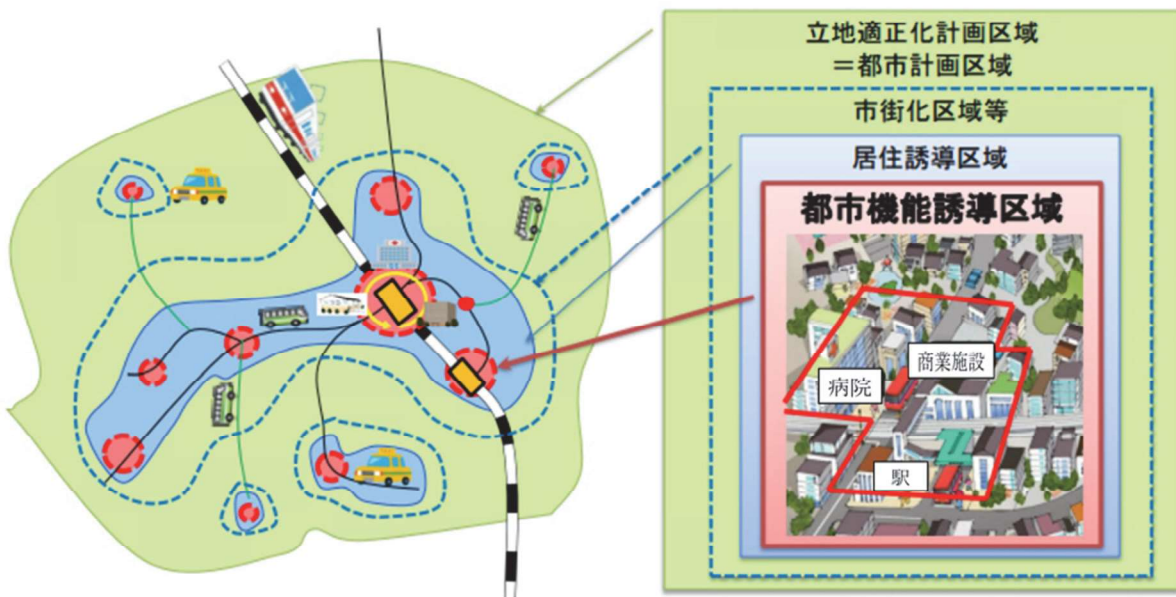 立地適正化計画区域
＝都市計画区域
市街化区域等
居住誘導区域
都市機能誘導区域
商業施設
病院
駅